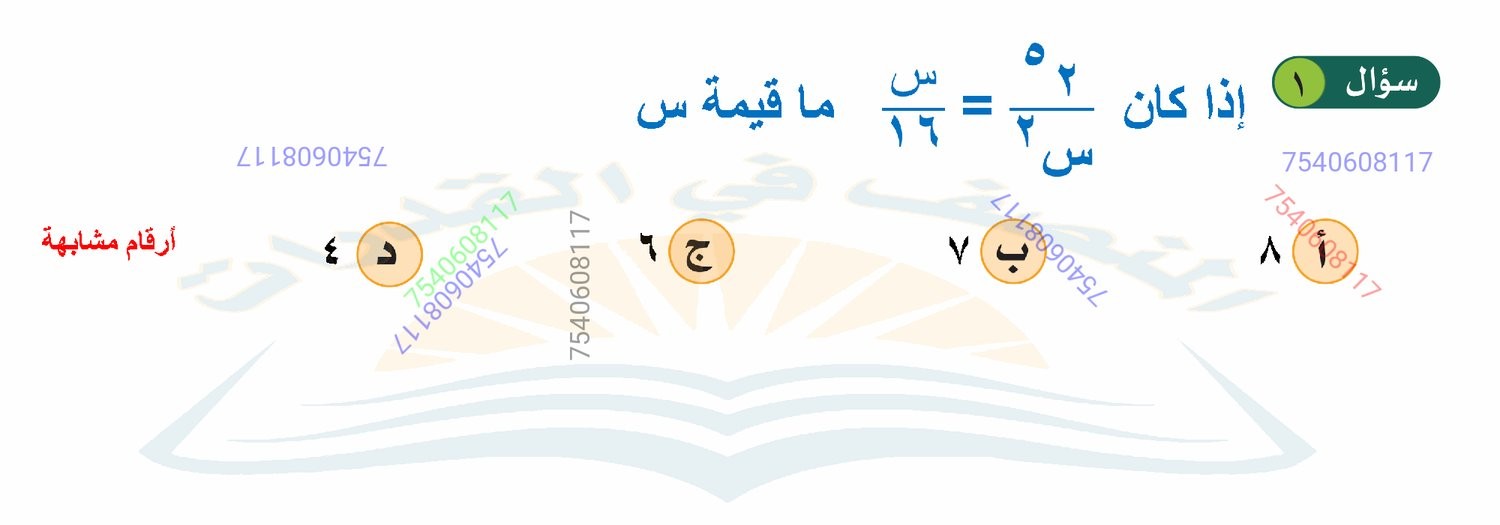 سؤال ١
إذا كان ٢^٥ / س^٢ = س / ١٦ ما قيمة س
7540608117
7540608117
أ ٨
ب ٧
ج ٦
د ٤
أرقام مشابهة
7540608117
7540608117
7540608117
7540608117
7540608117